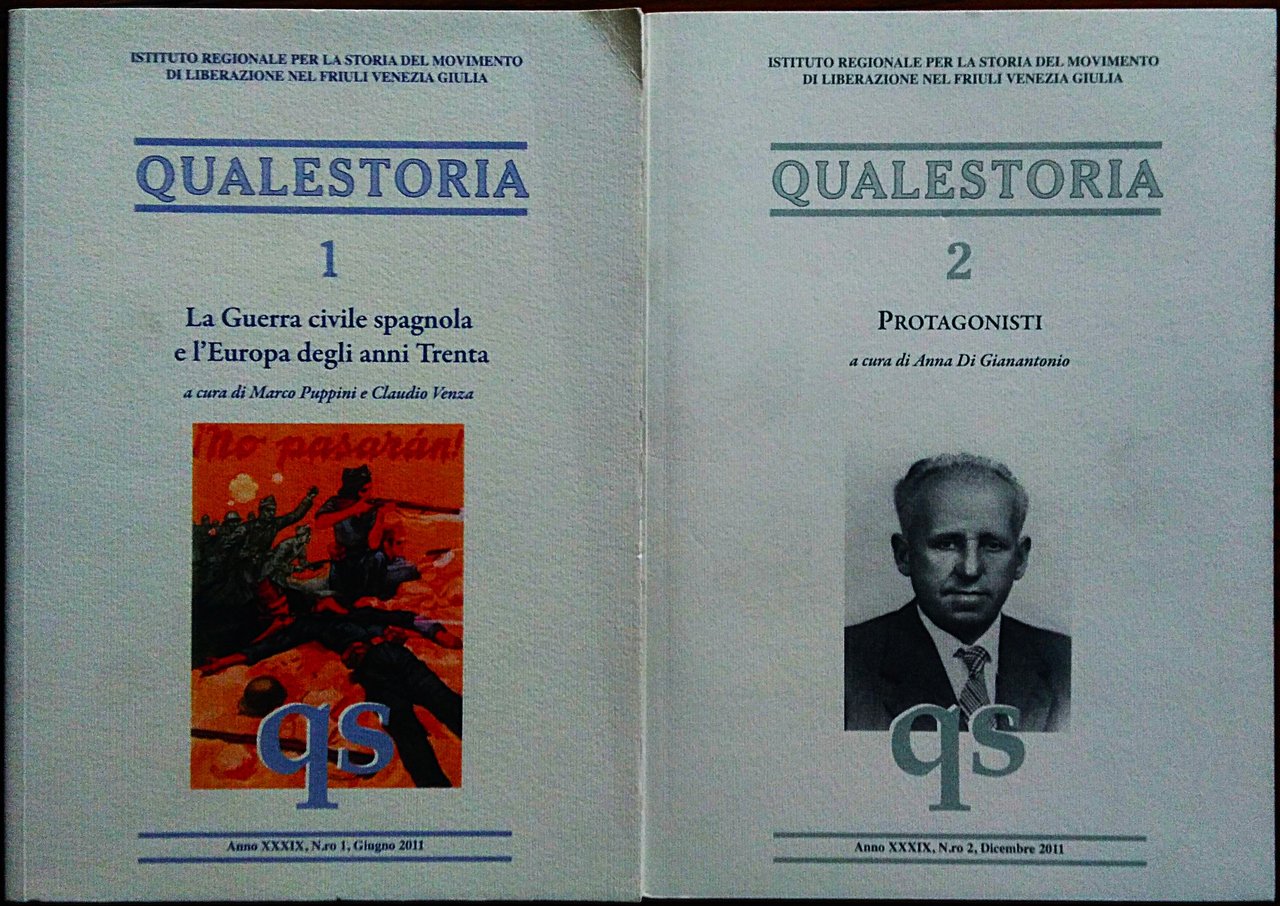 ISTITUTO REGIONALE PER LA STORIA DEL MOVIMENTO
DI LIBERAZIONE NEL FRIULI VENEZIA GIULIA
QUALESTORIA
1
La Guerra civile spagnola
e l'Europa degli anni Trenta
a cura di Marco Puppini e Claudio Venza
¡No pasarán!
qs
Anno XXXIX, N.ro 1, Giugno 2011
ISTITUTO REGIONALE PER LA STORIA DEL MOVIMENTO
DI LIBERAZIONE NEL FRIULI VENEZIA GIULIA
QUALESTORIA
2
PROTAGONISTI
a cura di Anna Di Gianantonio
qs
Anno XXXIX, N.ro 2, Dicembre 2011